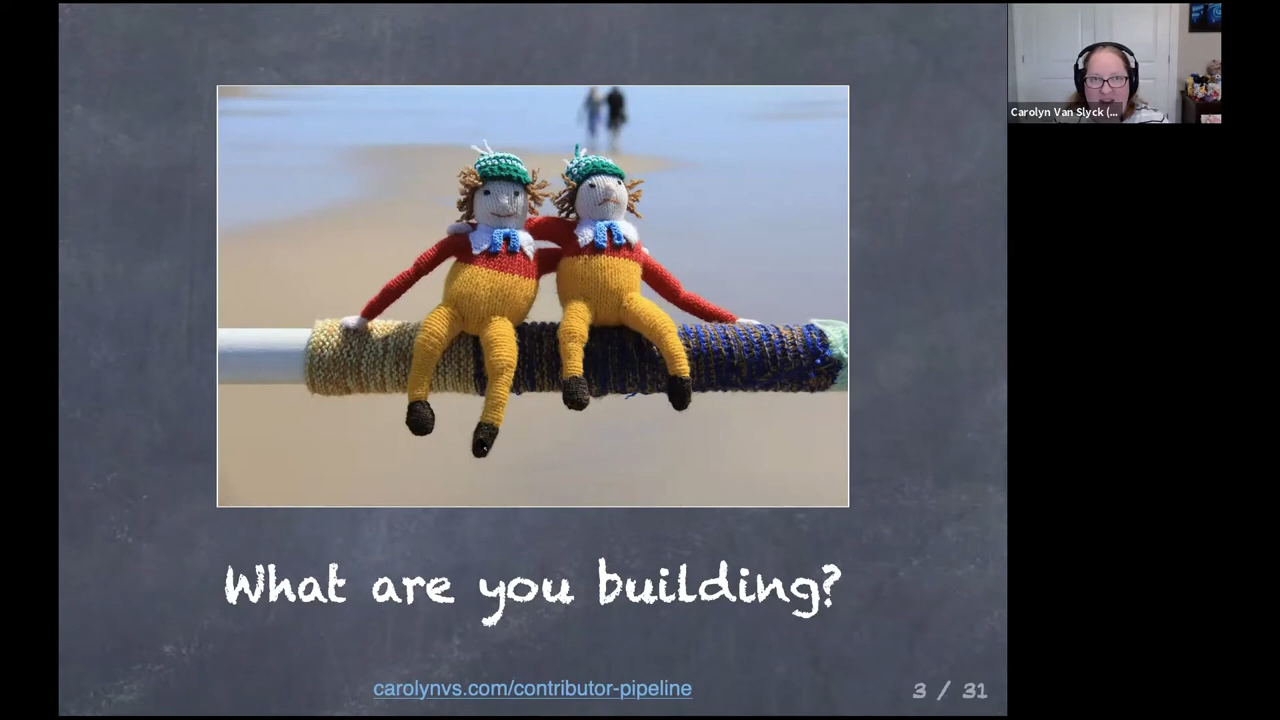 Carolyn Van Slyck (...
What are you building?
carolynvs.com/contributor-pipeline
3 / 31